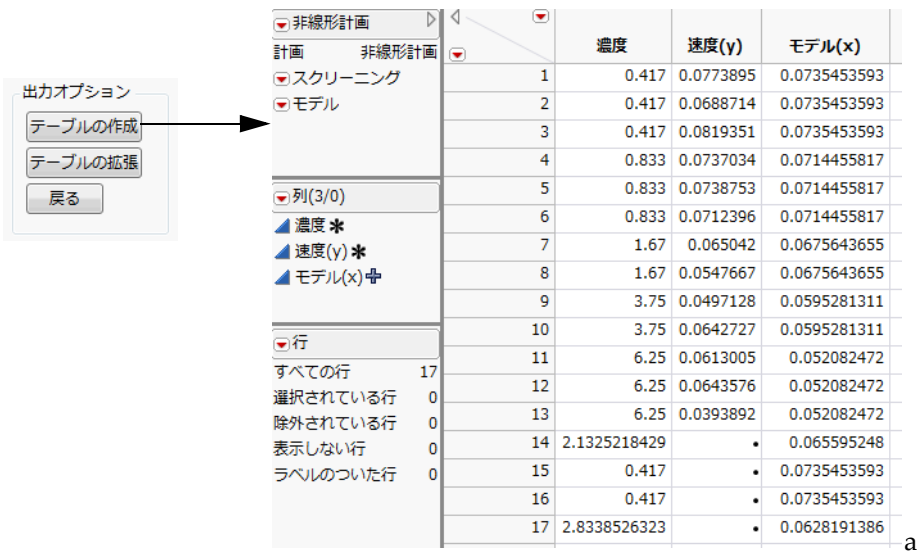 出力オプション
テーブルの作成
テーブルの拡張
戻る
非線形計画
計画 非線形計画
スクリーニング
モデル
列(3/0)
濃度
速度(y)
モデル(x)
行
すべての行 17
選択されている行 0
除外されている行 0
表示しない行 0
ラベルのついた行 0
濃度 速度(y) モデル(x)
1 0.417 0.0773895 0.0735453593
2 0.417 0.0688714 0.0735453593
3 0.417 0.0819351 0.0735453593
4 0.833 0.0737034 0.0714455817
5 0.833 0.0738753 0.0714455817
6 0.833 0.0712396 0.0714455817
7 1.67 0.065042 0.0675643655
8 1.67 0.0547667 0.0675643655
9 3.75 0.0497128 0.0595281311
10 3.75 0.0642727 0.0595281311
11 6.25 0.0613005 0.052082472
12 6.25 0.0643576 0.052082472
13 6.25 0.0393892 0.052082472
14 2.1325218429 • 0.065595248
15 0.417 • 0.0735453593
16 0.417 • 0.0735453593
17 2.8338526323 • 0.0628191386
a